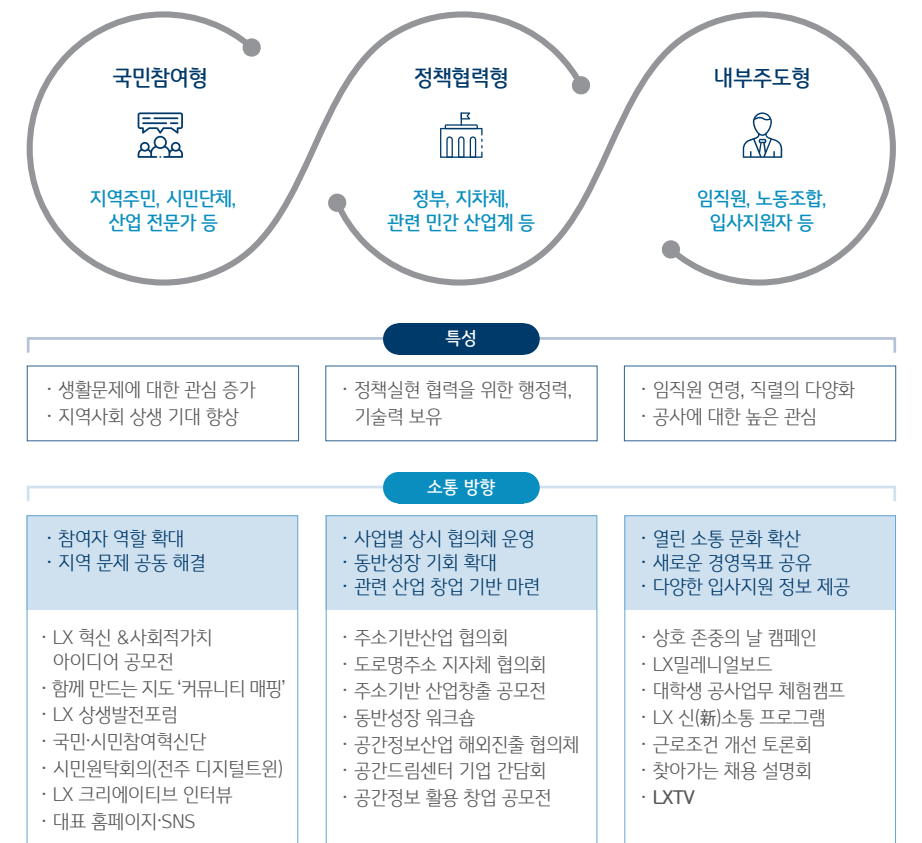 국민참여형
지역주민, 시민단체,
산업 전문가 등
정책협력형
정부, 지차체,
관련 민간 산업계 등
내부주도형
임직원, 노동조합,
입사지원자 등
특성
· 생활문제에 대한 관심 증가
· 지역사회 상생 기대 향상
· 정책실현 협력을 위한 행정력,
기술력 보유
· 임직원 연령, 직렬의 다양화
· 공사에 대한 높은 관심
소통 방향
· 참여자 역할 확대
· 지역 문제 공동 해결
· LX 혁신 &사회적가치
아이디어 공모전
· 함께 만드는 지도 ‘커뮤니티 매핑’
· LX 상생발전포럼
· 국민·시민참여혁신단
· 시민원탁회의(전주 디지털트윈)
· LX 크리에이티브 인터뷰
· 대표 홈페이지·SNS
· 사업별 상시 협의체 운영
· 동반성장 기회 확대
· 관련 산업 창업 기반 마련
· 주소기반산업 협의회
· 도로명주소 지자체 협의회
· 주소기반 산업창출 공모전
· 동반성장 워크숍
· 공간정보산업 해외진출 협의체
· 공간드림센터 기업 간담회
· 공간정보 활용 창업 공모전
· 열린 소통 문화 확산
· 새로운 경영목표 공유
· 다양한 입사지원 정보 제공
· 상호 존중의 날 캠페인
· LX밀레니얼보드
· 대학생 공사업무 체험캠프
· LX 신(新)소통 프로그램
· 근로조건 개선 토론회
· 찾아가는 채용 설명회
· LXTV